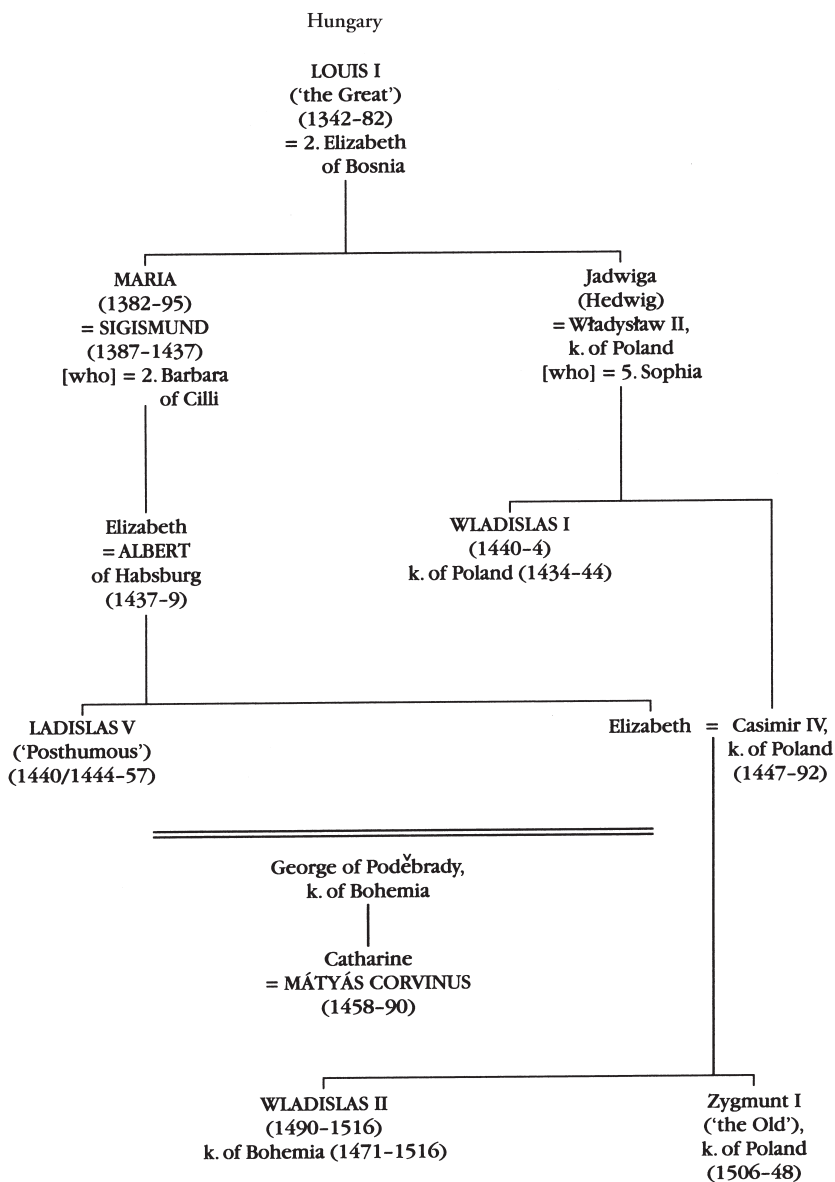 Hungary
LOUIS I
(‘the Great’)
(1342–82)
= 2. Elizabeth
of Bosnia
MARIA
(1382–95)
= SIGISMUND
(1387–1437)
[who] = 2. Barbara
of Cilli
Jadwiga
(Hedwig)
= Władysław II,
k. of Poland
[who] = 5. Sophia
Elizabeth
= ALBERT
of Habsburg
(1437–9)
WLADISLAS I
(1440–4)
k. of Poland (1434–44)
LADISLAS V
(‘Posthumous’)
(1440/1444–57)
Elizabeth = Casimir IV,
k. of Poland
(1447–92)
George of Poděbrady,
k. of Bohemia
Catharine
= MÁTYÁS CORVINUS
(1458–90)
WLADISLAS II
(1490–1516)
k. of Bohemia (1471–1516)
Zygmunt I
(‘the Old’),
k. of Poland
(1506–48)